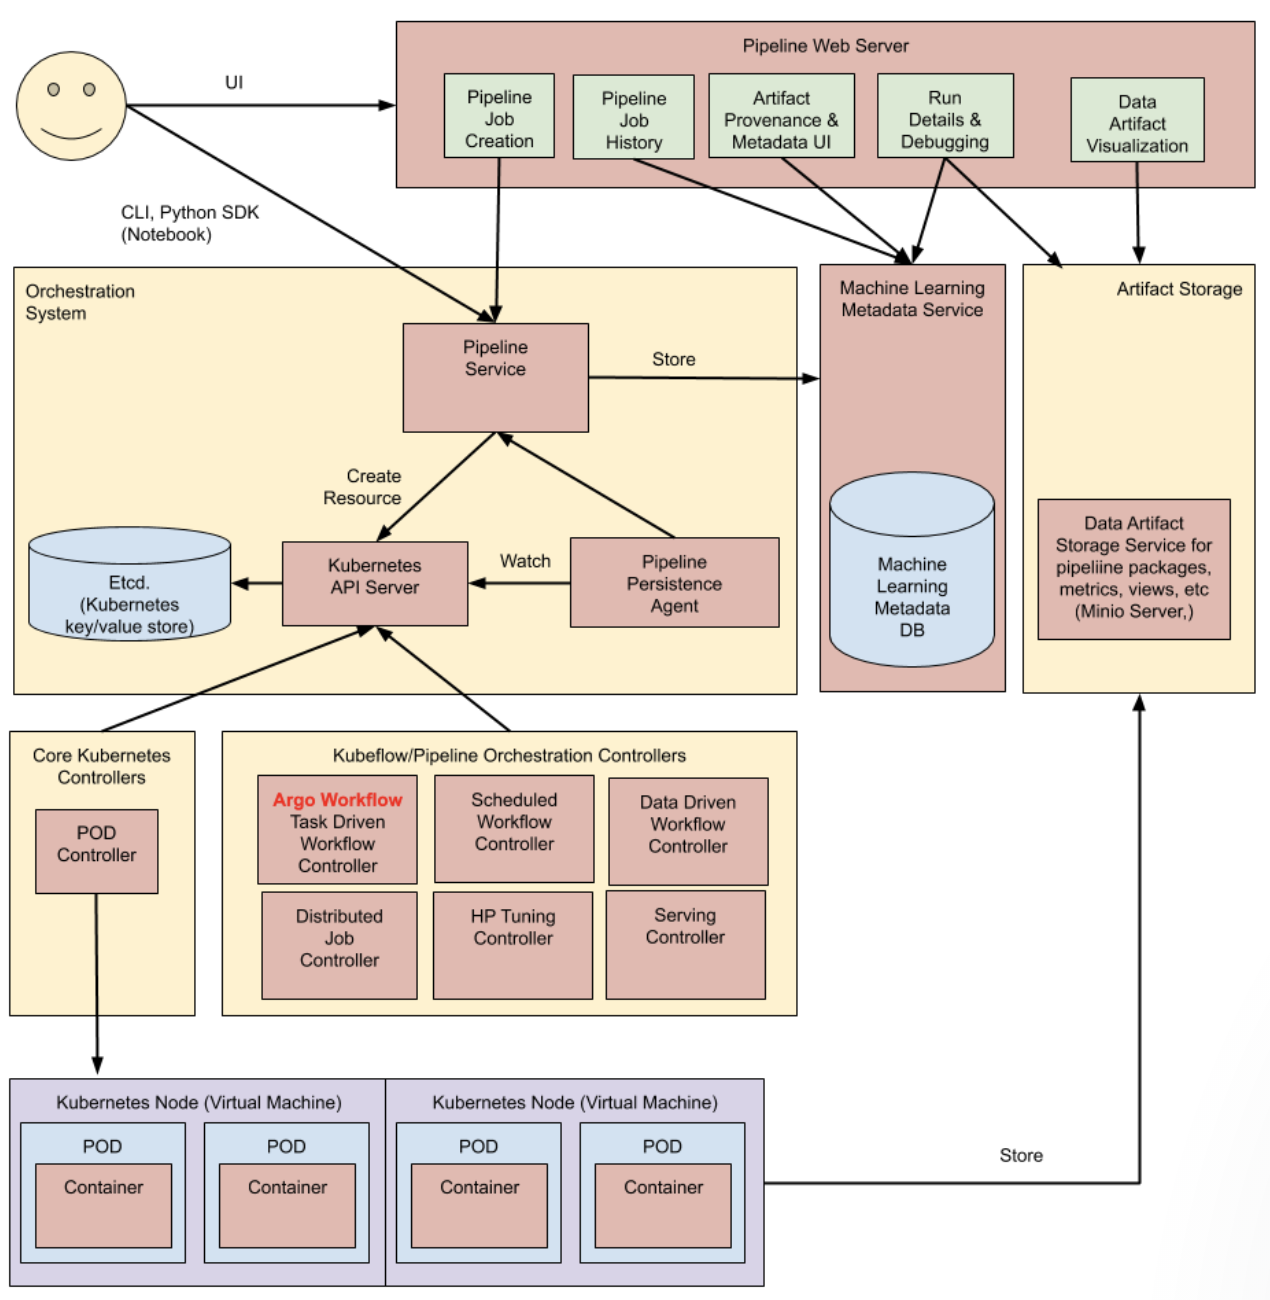 Pipeline Web Server
UI
Pipeline
Job
Creation
Pipeline
Job
History
Artifact
Provenance &
Metadata UI
Run
Details &
Debugging
Data
Artifact
Visualization
CLI, Python SDK
(Notebook)
Orchestration
System
Pipeline
Service
Store
Machine Learning
Metadata Service
Artifact Storage
Create
Resource
Etcd.
(Kubernetes
key/value store)
Kubernetes
API Server
Watch
Pipeline
Persistence
Agent
Machine
Learning
Metadata
DB
Data Artifact
Storage Service for
pipeliine packages,
metrics, views, etc
(Minio Server,)
Core Kubernetes
Controllers
POD
Controller
Kubeflow/Pipeline Orchestration Controllers
Argo Workflow
Task Driven
Workflow
Controller
Scheduled
Workflow
Controller
Data Driven
Workflow
Controller
Distributed
Job
Controller
HP Tuning
Controller
Serving
Controller
Kubernetes Node (Virtual Machine)
POD
Container
POD
Container
Kubernetes Node (Virtual Machine)
POD
Container
POD
Container
Store